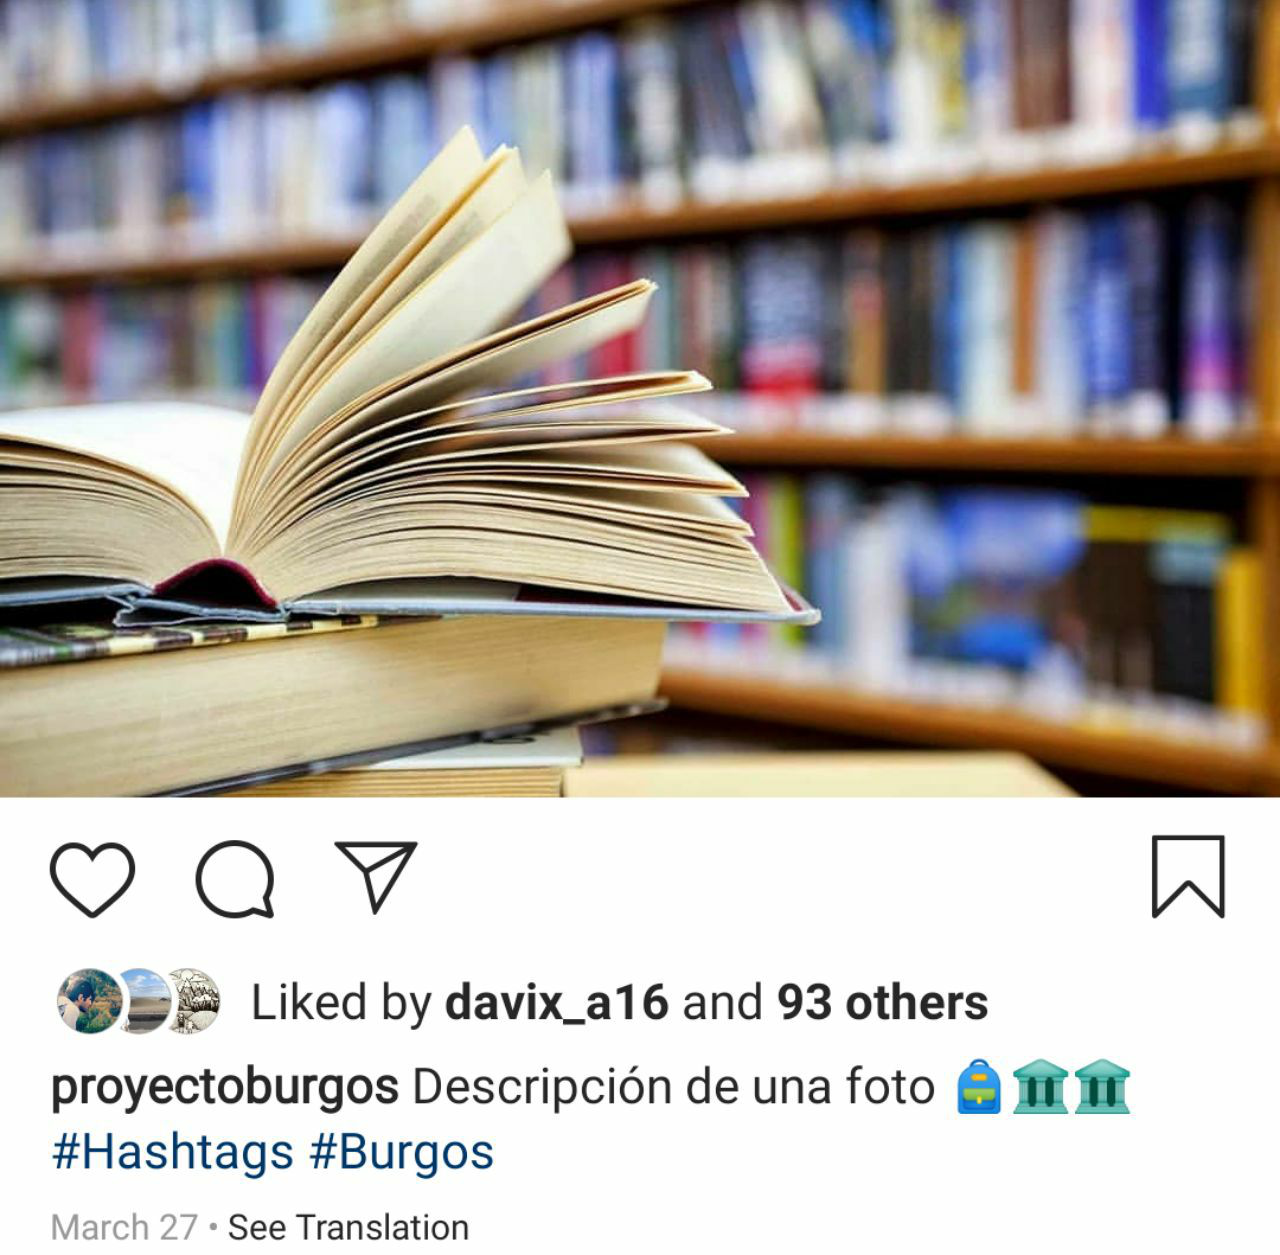 Liked by davix_a16 and 93 others
proyectoburgos Descripción de una foto 🎒🏛️🏛️
#Hashtags #Burgos
March 27 • See Translation